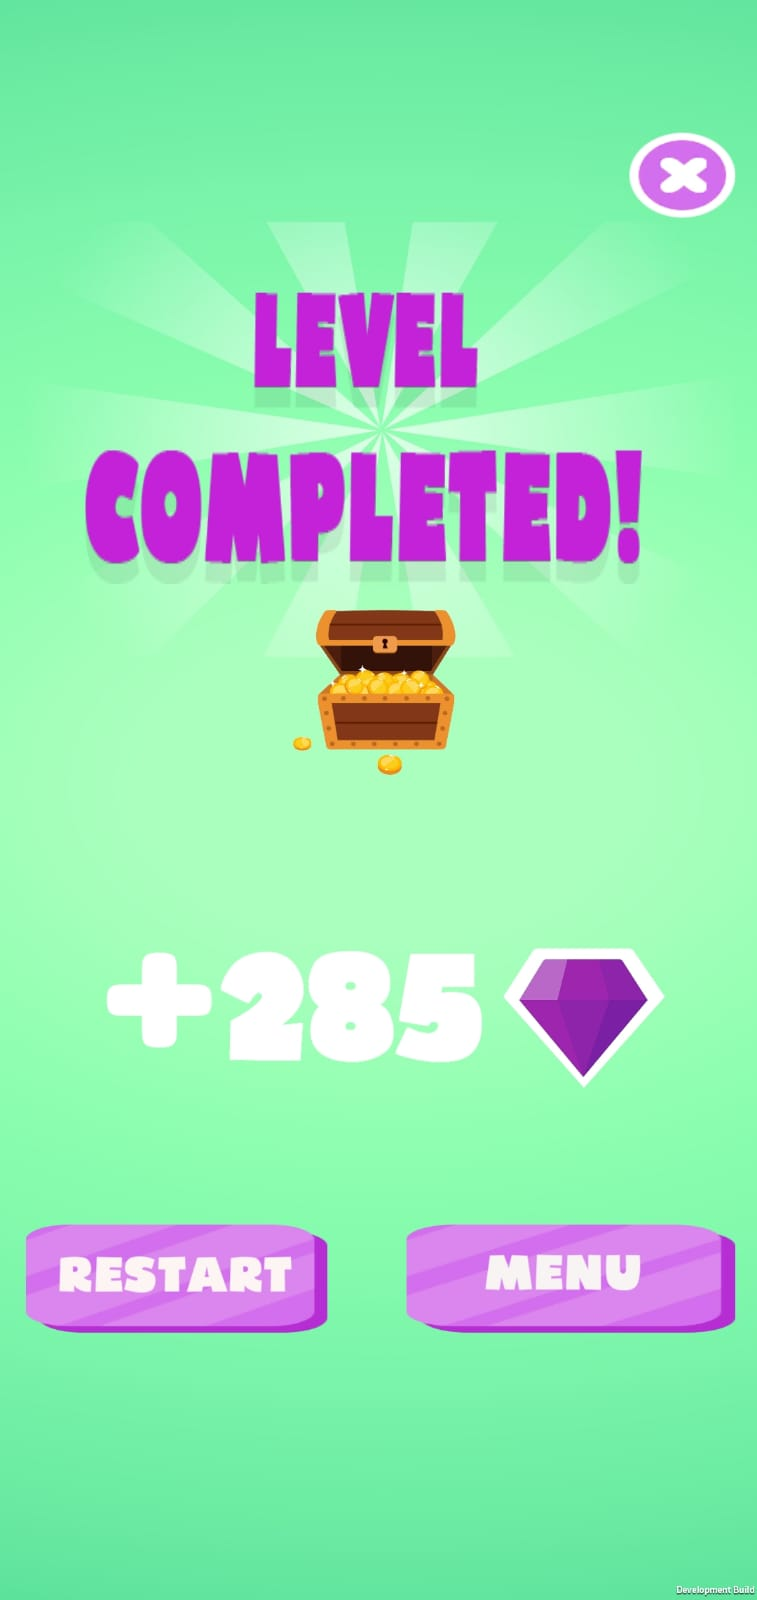 LEVEL
COMPLETED!
+285
RESTART
MENU
Development Build